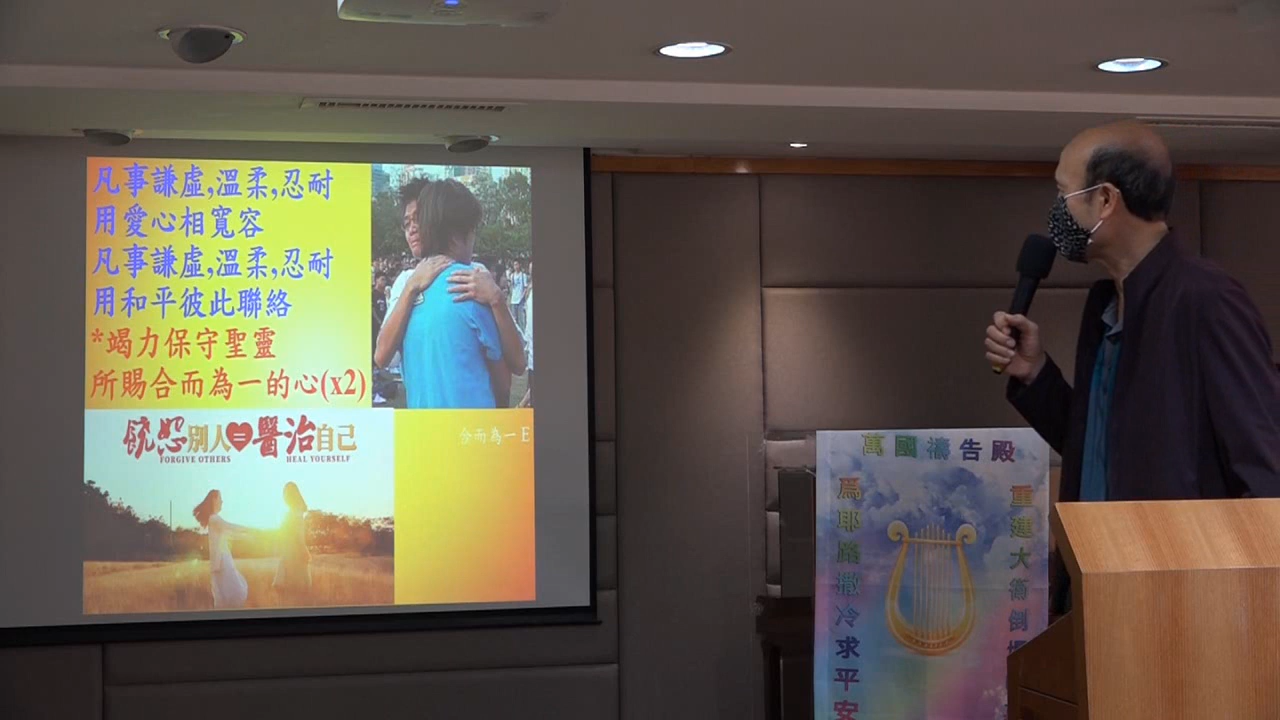 凡事謙虛,溫柔,忍耐
用愛心相寬容
凡事謙虛,溫柔,忍耐
用和平彼此聯絡
*竭力保守聖靈
所賜合而為一的心(x2)
饒恕別人=醫治自己
FORGIVE OTHERS HEAL YOURSELF
合而為一 E
萬國禱告殿
爲耶路撒冷求平安
重建大衛倒塌